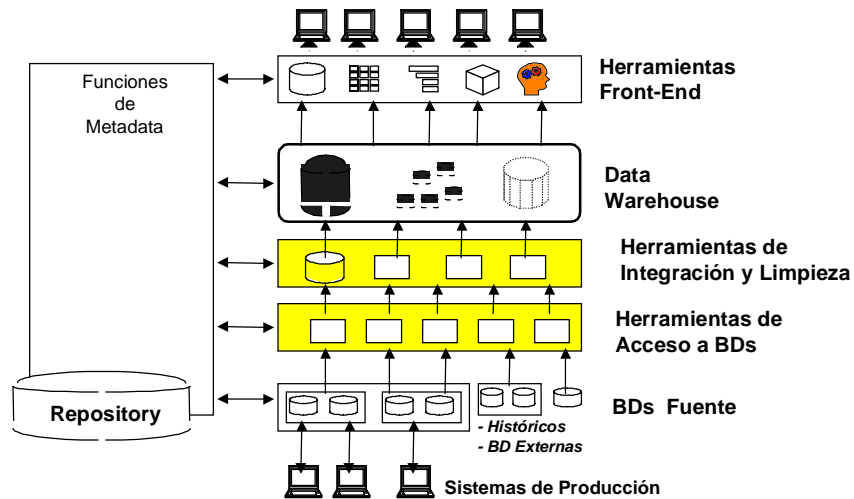 Funciones
de
Metadata
Herramientas
Front-End
Data
Warehouse
Herramientas de
Integración y Limpieza
Herramientas de
Acceso a BDs
Repository
BDs Fuente
- Históricos
- BD Externas
Sistemas de Producción